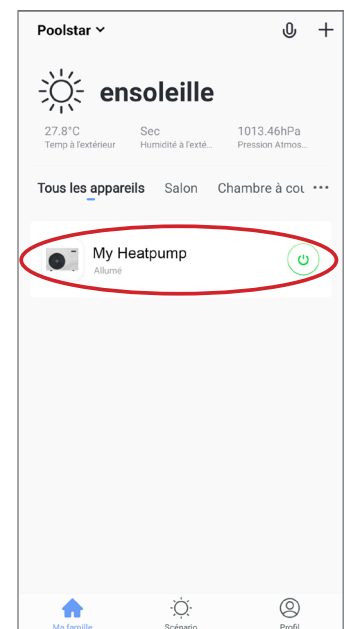 Poolstar
ensoleille
27.8°C Sec 1013.46hPa
Temp à l'extérieur Humidité à l'exté... Pression Atmos...
Tous les appareils Salon Chambre à cou ...
My Heatpump
Allumé
Ma famille Scénario Profil